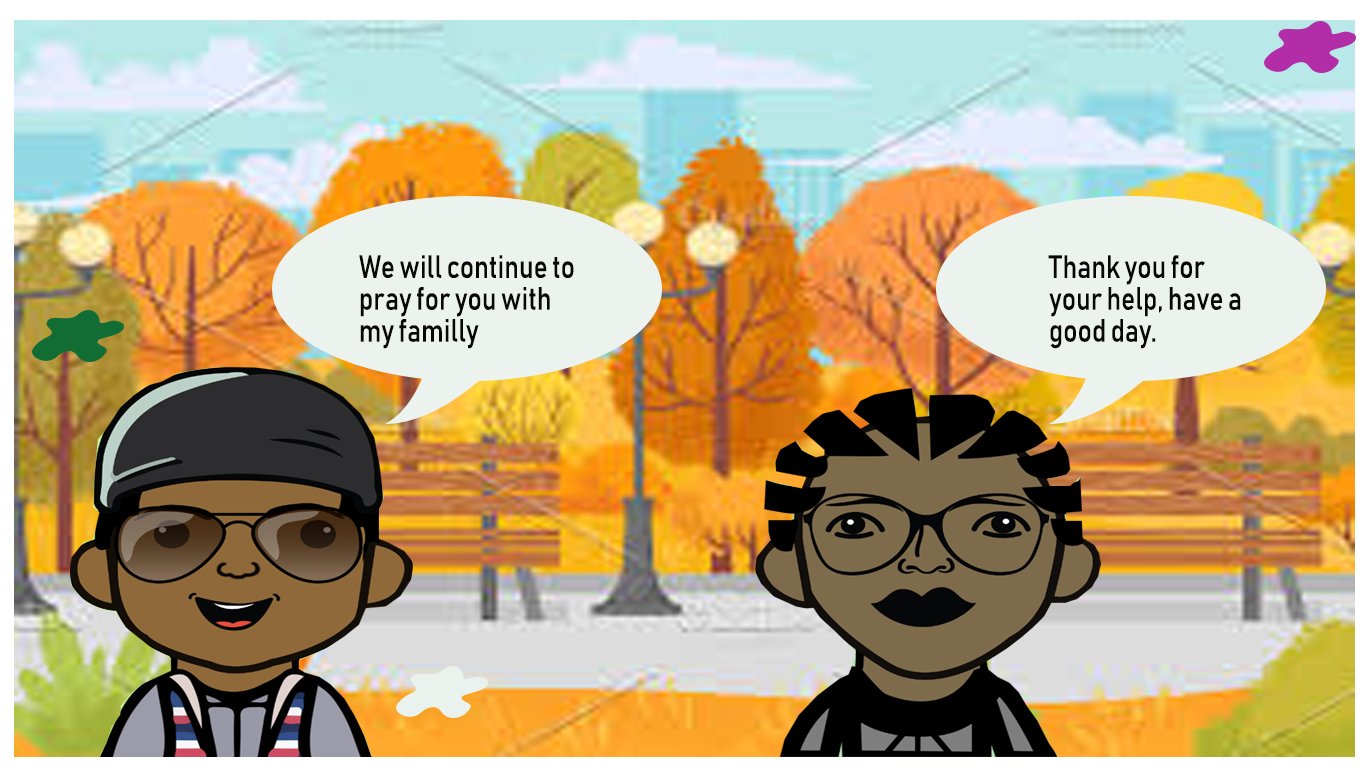 We will continue to
pray for you with
my familly
Thank you for
your help, have a
good day.